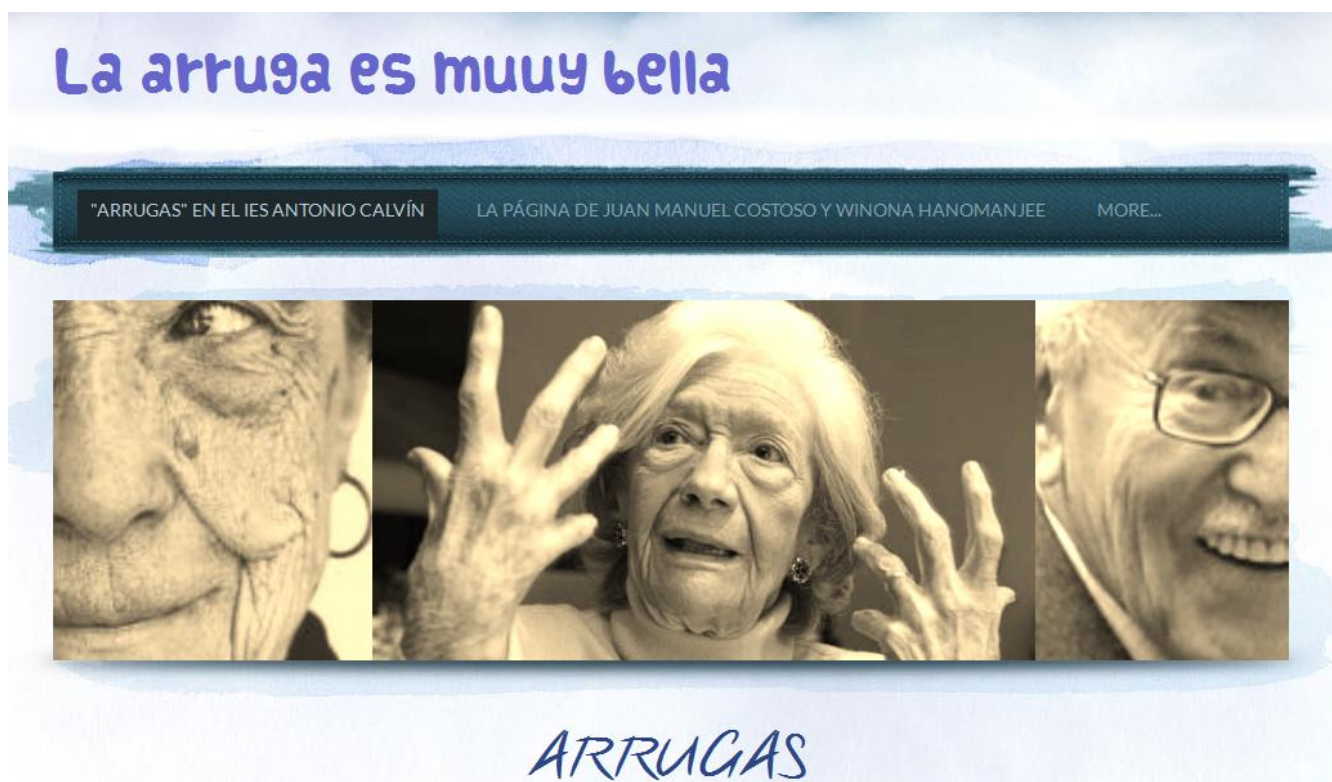 La arruga es muuy bella
"ARRUGAS" EN EL IES ANTONIO CALVÍN LA PÁGINA DE JUAN MANUEL COSTOSO Y WINONA HANOMANJEE MORE...
ARRUGAS